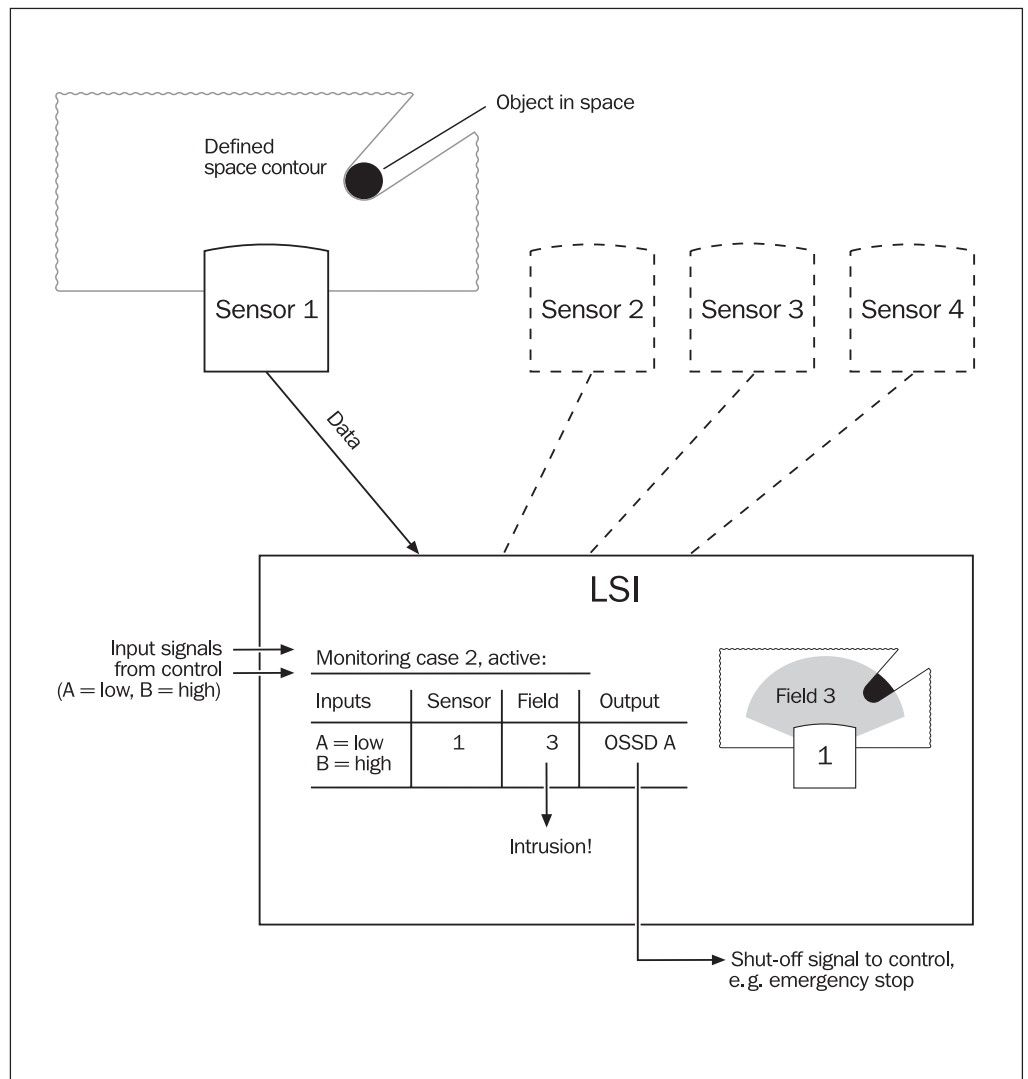 Object in space
Defined
space contour
Sensor 1
Sensor 2
Sensor 3
Sensor 4
Data
LSI
Input signals
from control
(A = low, B = high)
Monitoring case 2, active:
Inputs Sensor Field Output
A = low 1 3 OSSD A
B = high
Intrusion!
Field 3
1
Shut-off signal to control,
e.g. emergency stop